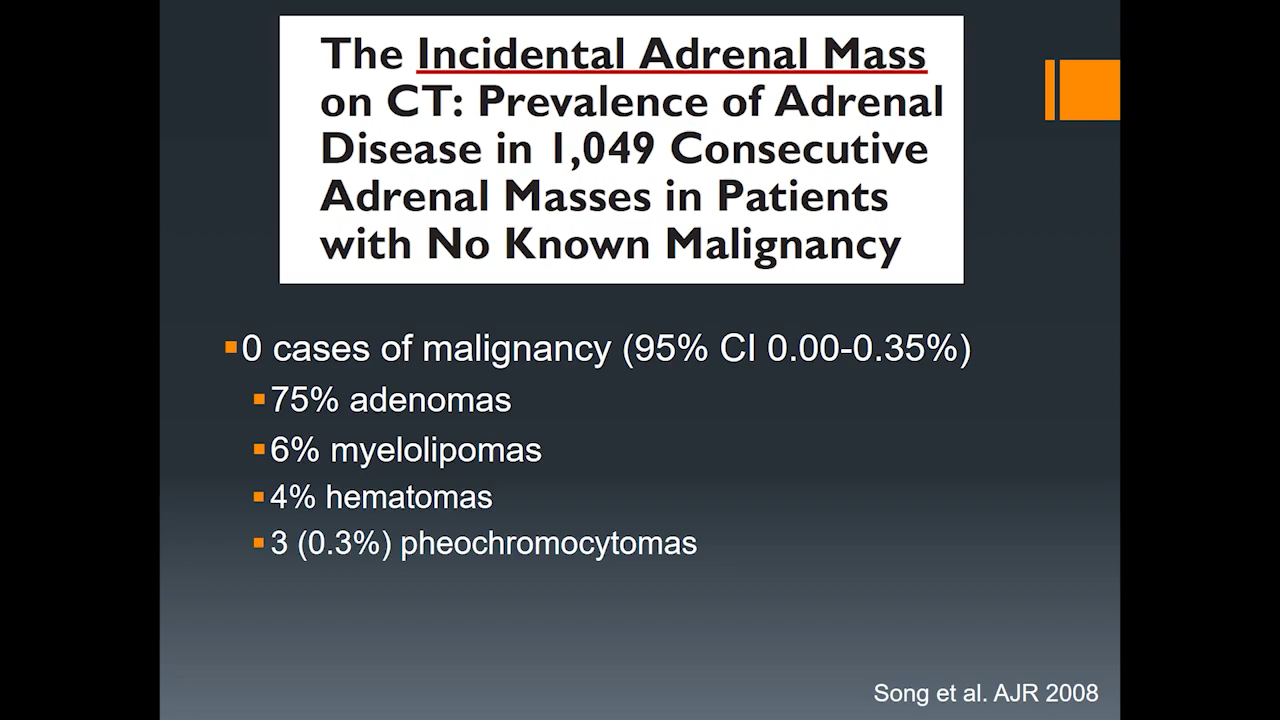 The Incidental Adrenal Mass
on CT: Prevalence of Adrenal
Disease in 1,049 Consecutive
Adrenal Masses in Patients
with No Known Malignancy
0 cases of malignancy (95% CI 0.00-0.35%)
75% adenomas
6% myelolipomas
4% hematomas
3 (0.3%) pheochromocytomas
Song et al. AJR 2008